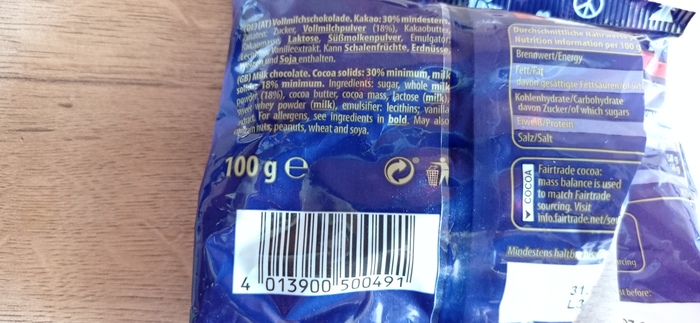 (DE)(AT) Vollmilchschokolade. Kakao: 30% mindestens.
Zucker, Vollmilchpulver (18%), Kakaobutter,
Kakaomasse, Laktose, Süßmolkenpulver, Emulgator:
Vanilleextrakt. Kann Schalenfrüchte, Erdnüsse,
und Soja enthalten.
(GB) Milk chocolate. Cocoa solids: 30% minimum, milk
solids: 18% minimum. Ingredients: sugar, whole milk
powder (18%), cocoa butter, cocoa mass, lactose (milk),
whey powder (milk), emulsifier: lecithins; vanilla
extract. For allergens, see ingredients in bold. May also
nuts, peanuts, wheat and soya.
100 g e
4 013900 500491
Durchschnittliche
Nutrition information per 100
Brennwert/Energy
Fett/Fat
davon gesättigte Fettsäuren
Kohlenhydrate/Carbohydrate
davon Zucker/of which sugars
Eiweiß/Protein
Salz/Salt
COCOA
Fairtrade cocoa:
mass balance is used
to match Fairtrade
sourcing. Visit
info.fairtrade.net/
Mindestens
before:
31.